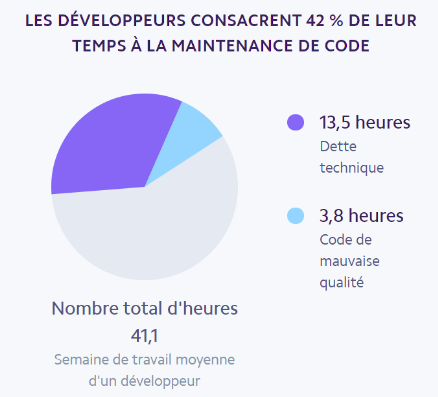 LES DÉVELOPPEURS CONSACRENT 42 % DE LEUR
TEMPS À LA MAINTENANCE DE CODE
13,5 heures
Dette
technique
3,8 heures
Code de
mauvaise
qualité
Nombre total d'heures
41,1
Semaine de travail moyenne
d'un développeur